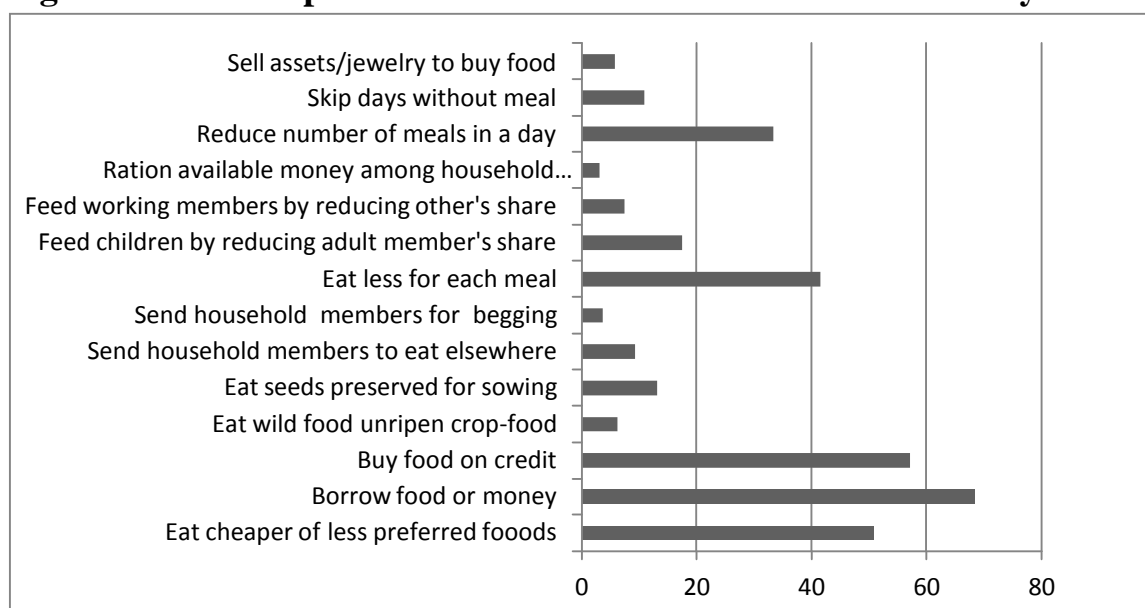 Sell assets/jewelry to buy food
Skip days without meal
Reduce number of meals in a day
Ration available money among household...
Feed working members by reducing other's share
Feed children by reducing adult member's share
Eat less for each meal
Send household  members for  begging
Send household members to eat elsewhere
Eat seeds preserved for sowing
Eat wild food unripen crop-food
Buy food on credit
Borrow food or money
Eat cheaper of less preferred fooods
0 20 40 60 80